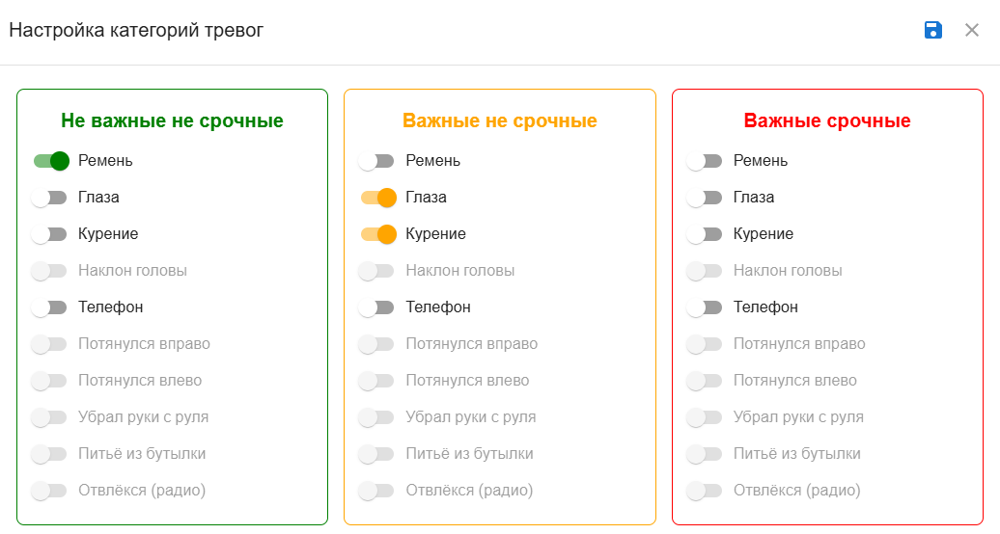 Настройка категорий тревог
Не важные не срочные
Ремень
Глаза
Курение
Наклон головы
Телефон
Потянулся вправо
Потянулся влево
Убрал руки с руля
Питьё из бутылки
Отвлёкся (радио)
Важные не срочные
Ремень
Глаза
Курение
Наклон головы
Телефон
Потянулся вправо
Потянулся влево
Убрал руки с руля
Питьё из бутылки
Отвлёкся (радио)
Важные срочные
Ремень
Глаза
Курение
Наклон головы
Телефон
Потянулся вправо
Потянулся влево
Убрал руки с руля
Питьё из бутылки
Отвлёкся (радио)